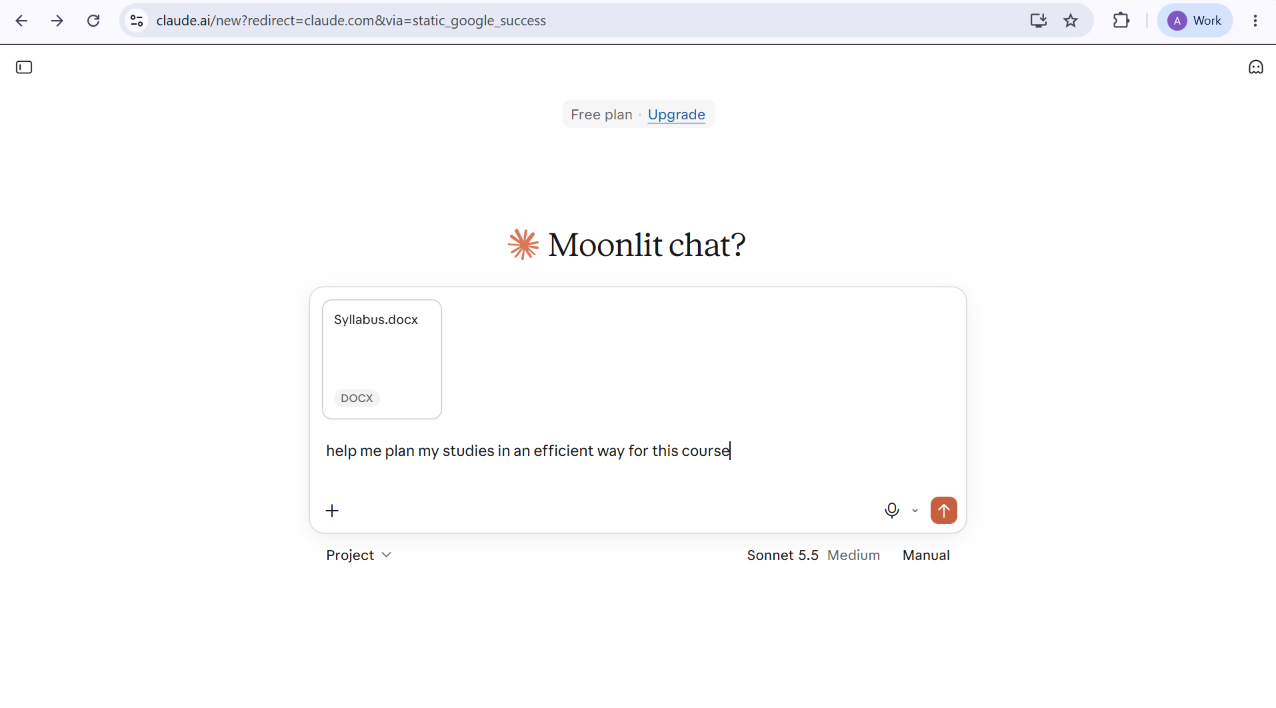 claude.ai/new?redirect=claude.com&via=static_google_success
A Work
Free plan · Upgrade
Moonlit chat?
Syllabus.docx
DOCX
help me plan my studies in an efficient way for this course
Project
Sonnet 5.5 Medium Manual